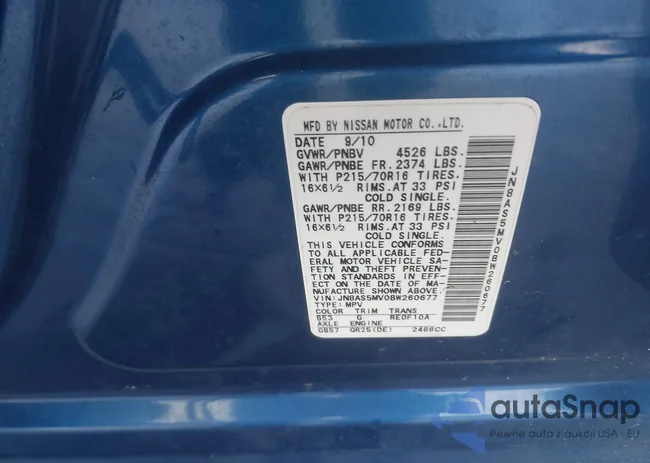 MFD BY NISSAN MOTOR CO.,LTD.
DATE 9/10
GVWR/PNBV 4526 LBS.
GAWR/PNBE FR. 2374 LBS.
WITH P215/70R16 TIRES.
16X6½ RIMS.AT 33 PSI
COLD SINGLE.
GAWR/PNBE RR. 2169 LBS.
WITH P215/70R16 TIRES.
16X6½ RIMS.AT 33 PSI
COLD SINGLE.
THIS VEHICLE CONFORMS
TO ALL APPLICABLE FED-
ERAL MOTOR VEHICLE SA-
FETY AND THEFT PREVEN-
TION STANDARDS IN EFF-
ECT ON THE DATE OF MA-
NUFACTURE SHOWN ABOVE.
VIN:JN8AS5MV0BW260677
TYPE:MPV
COLOR TRIM TRANS
B53 G RE0F10A
AXLE ENGINE
GB57 QR25(DE) 2488CC
JN8AS5MV0BW260677
autaSnap
Pewne auta z aukcji USA i EU